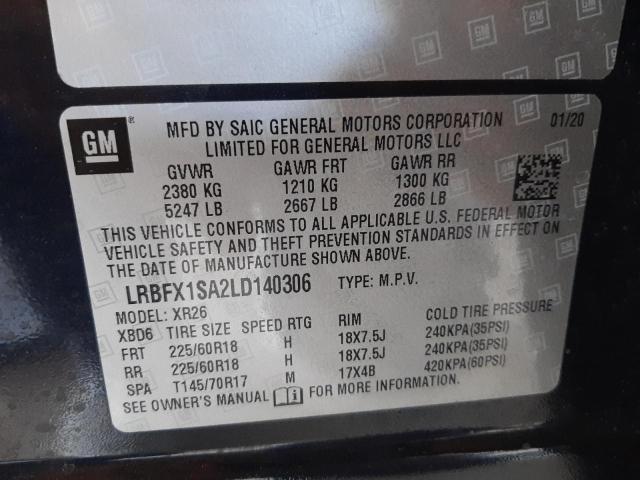 GM ® MFD BY SAIC GENERAL MOTORS CORPORATION 01/20
LIMITED FOR GENERAL MOTORS LLC
GVWR GAWR FRT GAWR RR
2380 KG 1210 KG 1300 KG
5247 LB 2667 LB 2866 LB
THIS VEHICLE CONFORMS TO ALL APPLICABLE U.S. FEDERAL MOTOR
VEHICLE SAFETY AND THEFT PREVENTION STANDARDS IN EFFECT ON
THE DATE OF MANUFACTURE SHOWN ABOVE.
LRBFX1SA2LD140306 TYPE: M.P.V.
MODEL: XR26
XBD6 TIRE SIZE SPEED RTG RIM COLD TIRE PRESSURE
FRT 225/60R18 H 18X7.5J 240KPA(35PSI)
RR 225/60R18 H 18X7.5J 240KPA(35PSI)
SPA T145/70R17 M 17X4B 420KPA(60PSI)
SEE OWNER'S MANUAL FOR MORE INFORMATION.